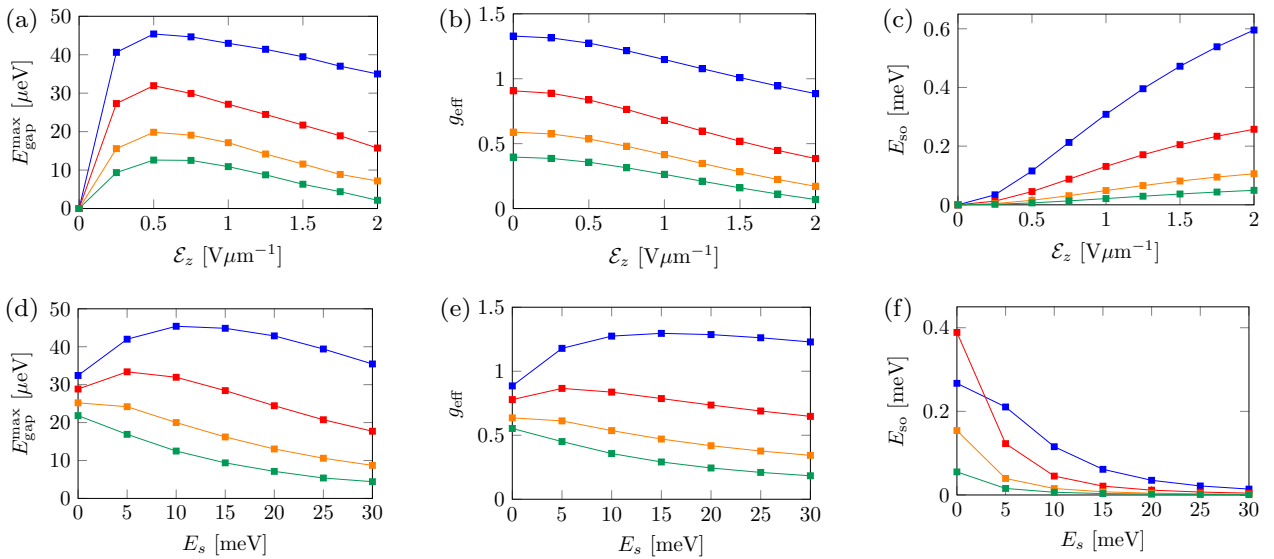 (a)
50
40
30
20
10
0
E_gap^max [μeV]
0 0.5 1 1.5 2
ℰ_z [Vμm⁻¹]
(b)
1.5
1
0.5
0
g_eff
0 0.5 1 1.5 2
ℰ_z [Vμm⁻¹]
(c)
0.6
0.4
0.2
0
E_so [meV]
0 0.5 1 1.5 2
ℰ_z [Vμm⁻¹]
(d)
50
40
30
20
10
0
E_gap^max [μeV]
0 5 10 15 20 25 30
E_s [meV]
(e)
1.5
1
0.5
0
g_eff
0 5 10 15 20 25 30
E_s [meV]
(f)
0.4
0.2
0
E_so [meV]
0 5 10 15 20 25 30
E_s [meV]